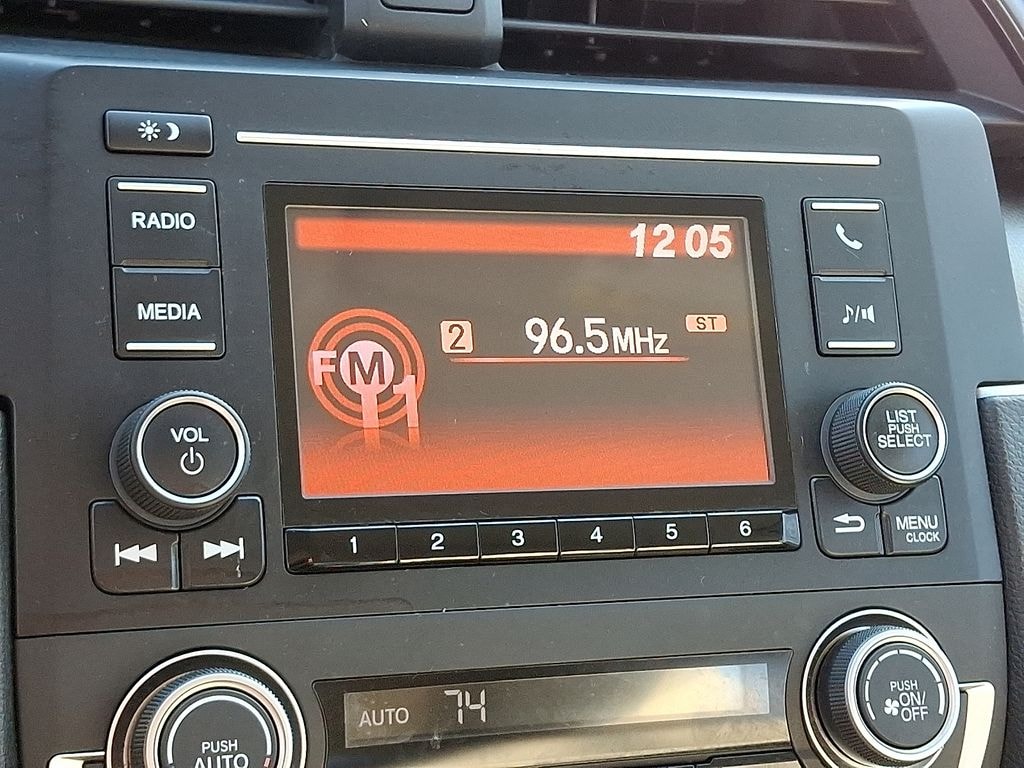 12 05
RADIO
MEDIA
2 96.5MHz ST
FM
1
VOL
LIST
PUSH
SELECT
1 2 3 4 5 6
MENU
CLOCK
AUTO 74
PUSH
AUTO
PUSH
ON/
OFF